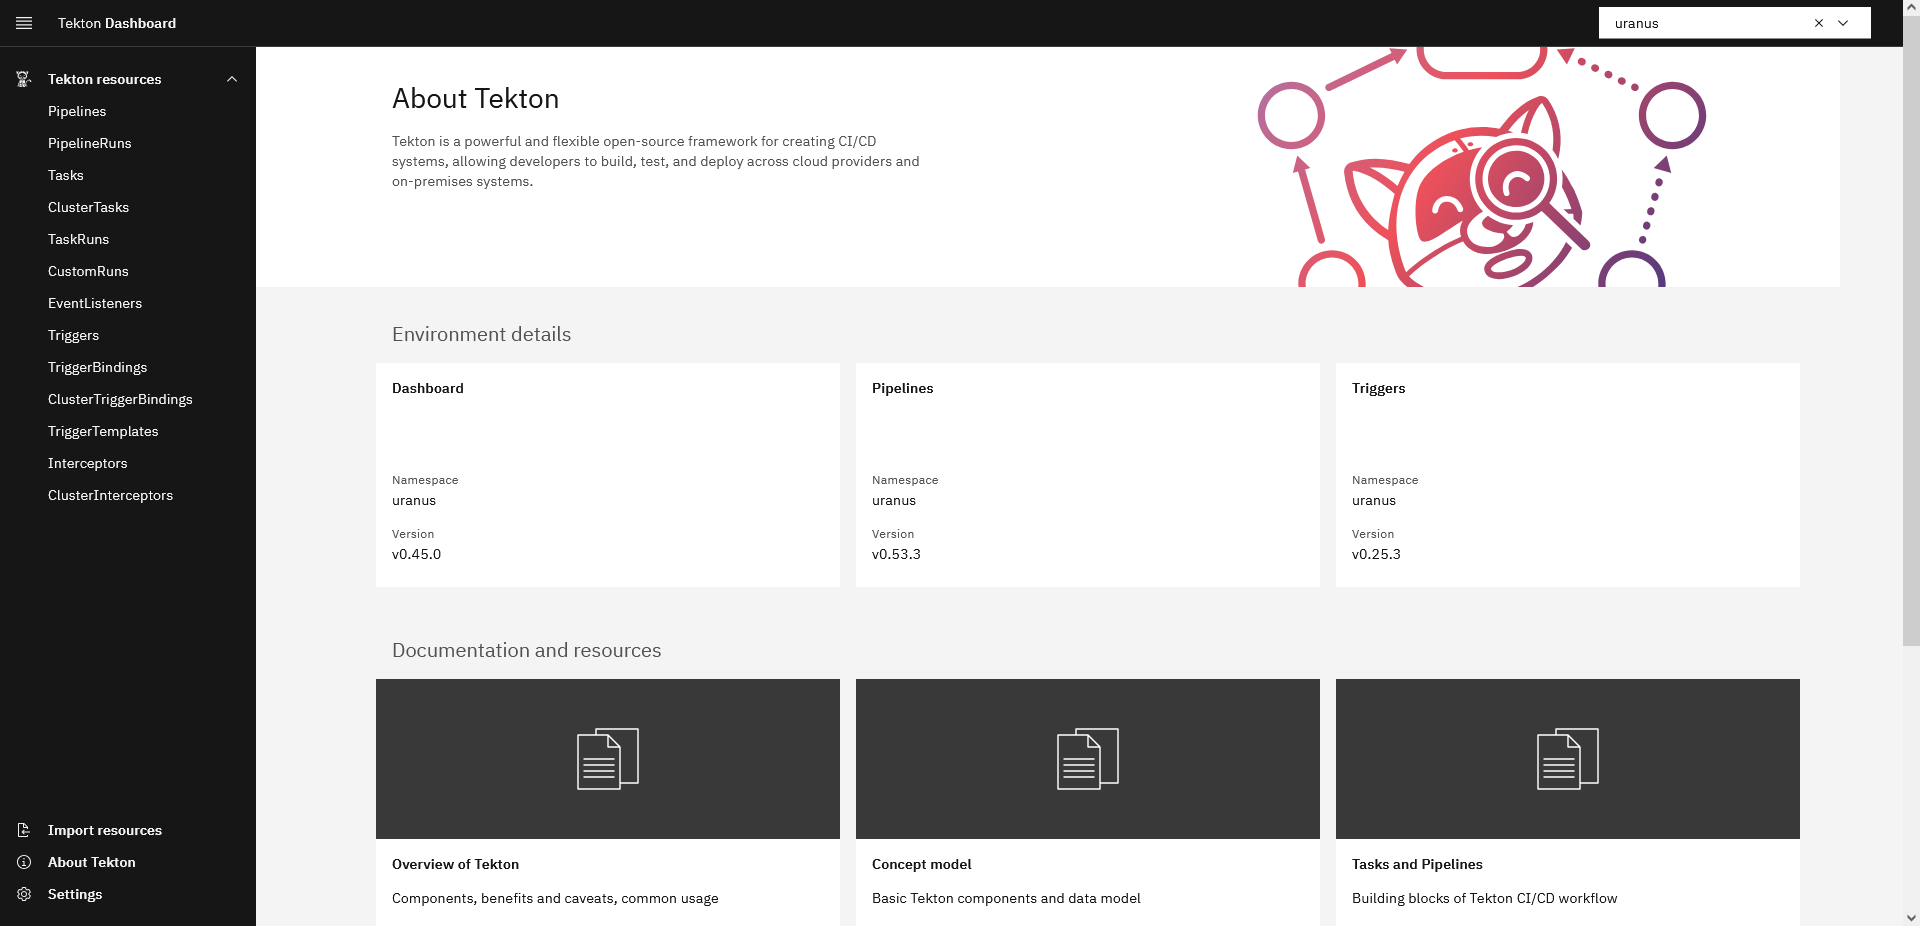 Tekton Dashboard
uranus
Tekton resources
Pipelines
PipelineRuns
Tasks
ClusterTasks
TaskRuns
CustomRuns
EventListeners
Triggers
TriggerBindings
ClusterTriggerBindings
TriggerTemplates
Interceptors
ClusterInterceptors
Import resources
About Tekton
Settings
About Tekton
Tekton is a powerful and flexible open-source framework for creating CI/CD
systems, allowing developers to build, test, and deploy across cloud providers and
on-premises systems.
Environment details
Dashboard
Namespace
uranus
Version
v0.45.0
Pipelines
Namespace
uranus
Version
v0.53.3
Triggers
Namespace
uranus
Version
v0.25.3
Documentation and resources
Overview of Tekton
Components, benefits and caveats, common usage
Concept model
Basic Tekton components and data model
Tasks and Pipelines
Building blocks of Tekton CI/CD workflow